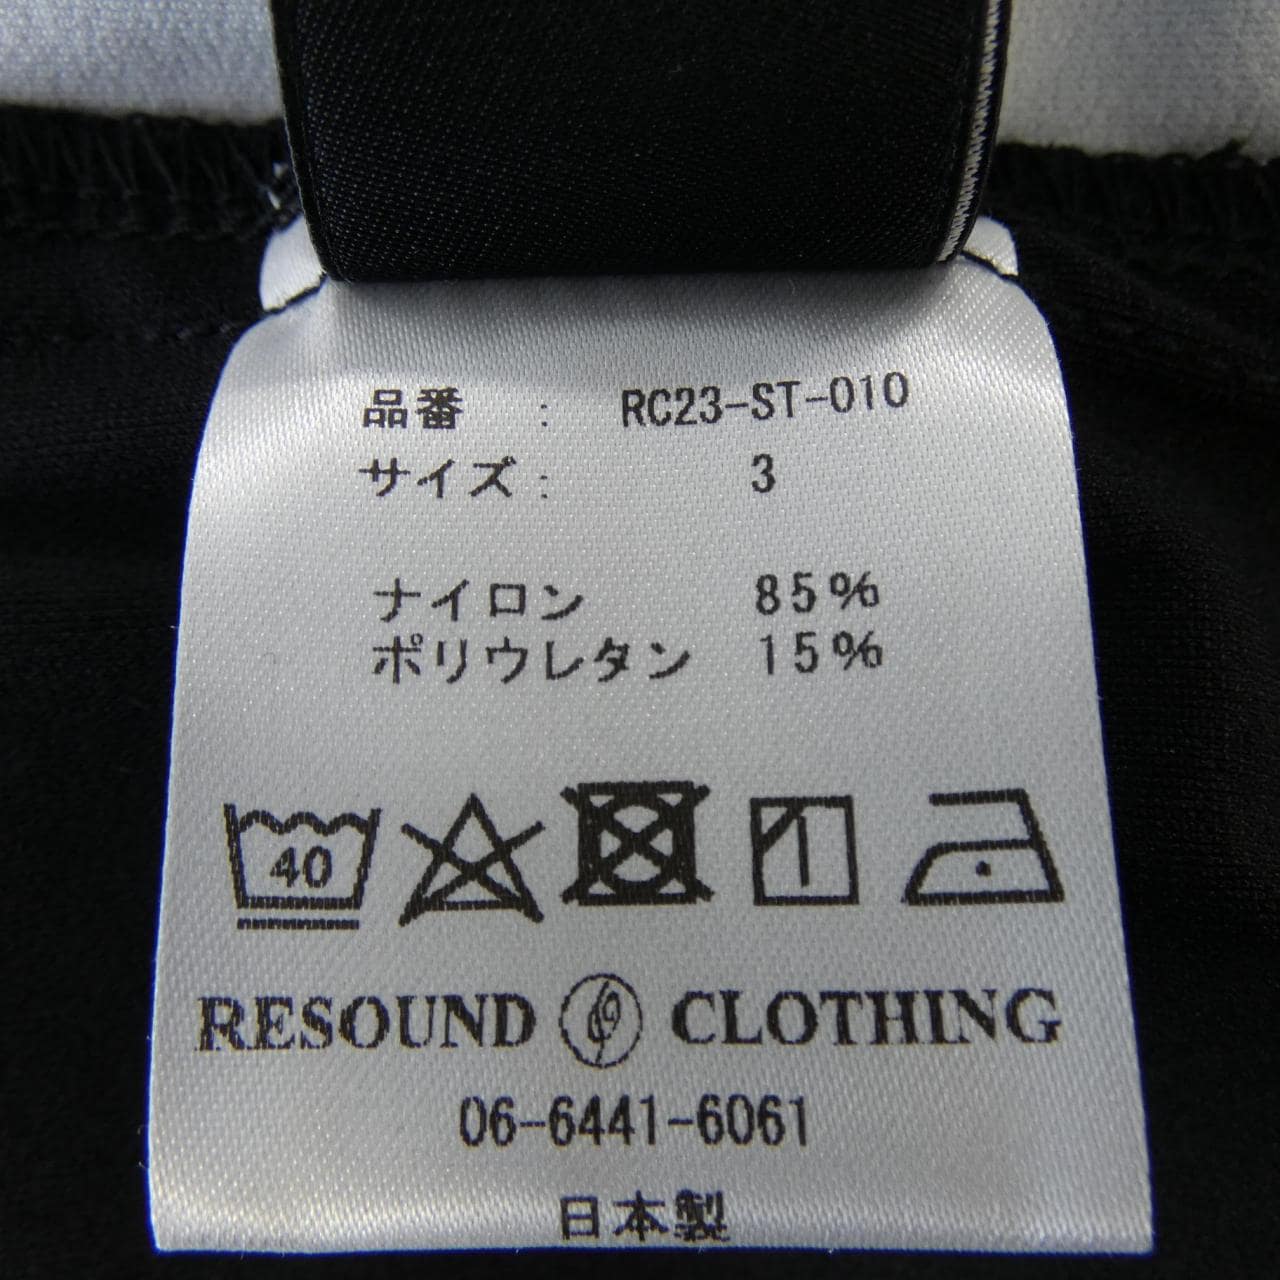 品番 : RC23-ST-010
サイズ : 3
ナイロン 85%
ポリウレタン 15%
40
RESOUND CLOTHING
06-6441-6061
日本製